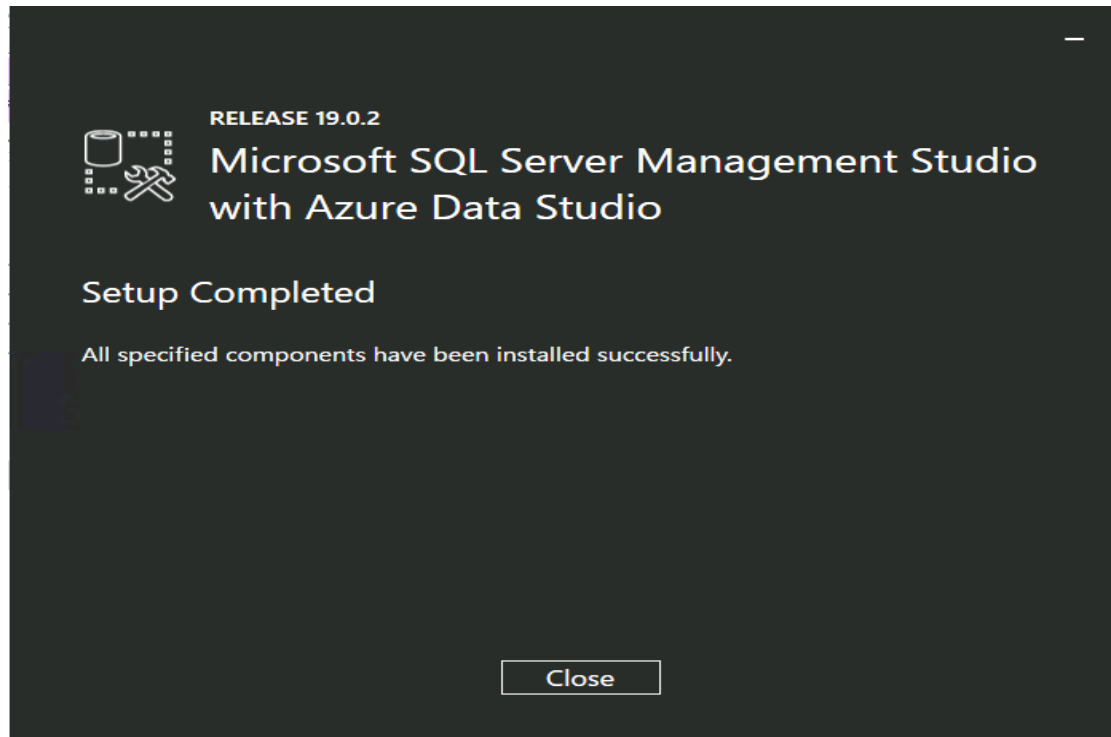 RELEASE 19.0.2
Microsoft SQL Server Management Studio
with Azure Data Studio
Setup Completed
All specified components have been installed successfully.
Close